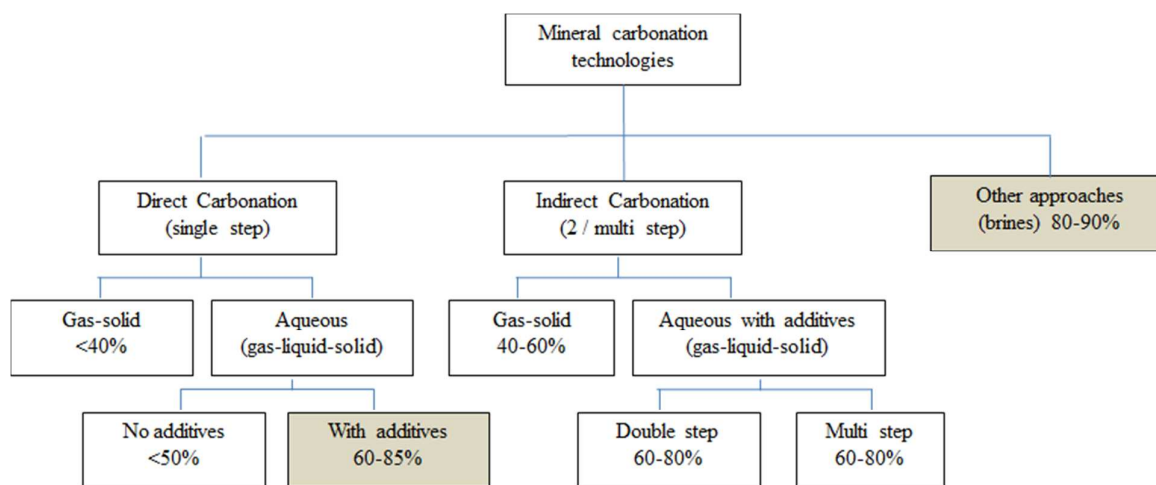 Mineral carbonation
technologies
Direct Carbonation
(single step)
Indirect Carbonation
(2 / multi step)
Other approaches
(brines) 80-90%
Gas-solid
<40%
Aqueous
(gas-liquid-solid)
Gas-solid
40-60%
Aqueous with additives
(gas-liquid-solid)
No additives
<50%
With additives
60-85%
Double step
60-80%
Multi step
60-80%